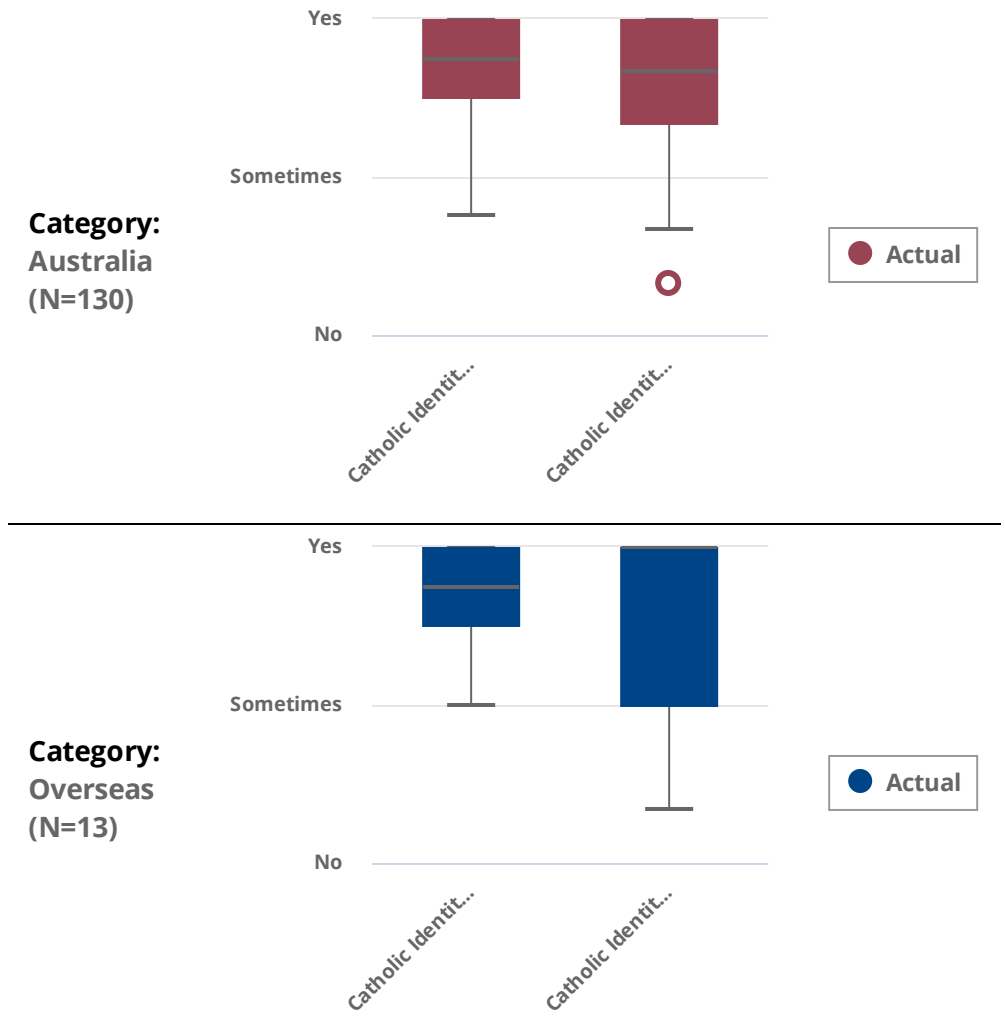 Yes
Sometimes
Category:
Australia
(N=130)
Actual
No
Catholic Identit...
Catholic Identit...
Yes
Sometimes
Category:
Overseas
(N=13)
Actual
No
Catholic Identit...
Catholic Identit...